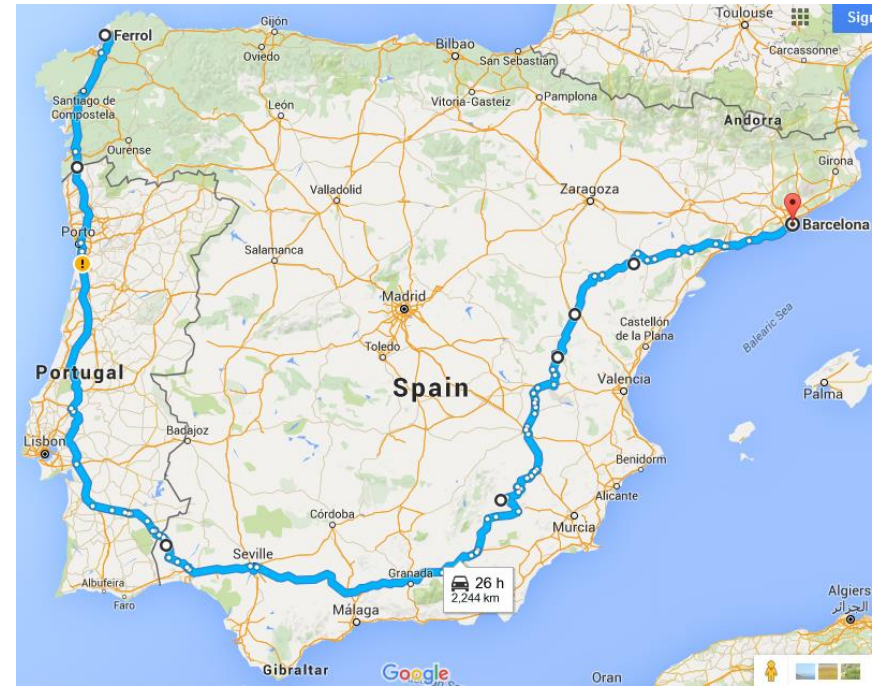 Toulouse
Sign
Ferrol
Gijón
Oviedo
Bilbao
San Sebastian
Carcassonne
Santiago de
Compostela
León
Vitoria-Gasteiz
Pamplona
Andorra
Ourense
Girona
Valladolid
Zaragoza
Barcelona
Porto
Salamanca
Madrid
Castellón
de la Plana
Balearic Sea
Toledo
Portugal
Spain
Valencia
Palma
Lisbon
Badajoz
Benidorm
Alicante
Córdoba
Murcia
Seville
Granada
26 h
2,244 km
Albufeira
Faro
Málaga
Algiers
الجزائر
Gibraltar
Google
Oran